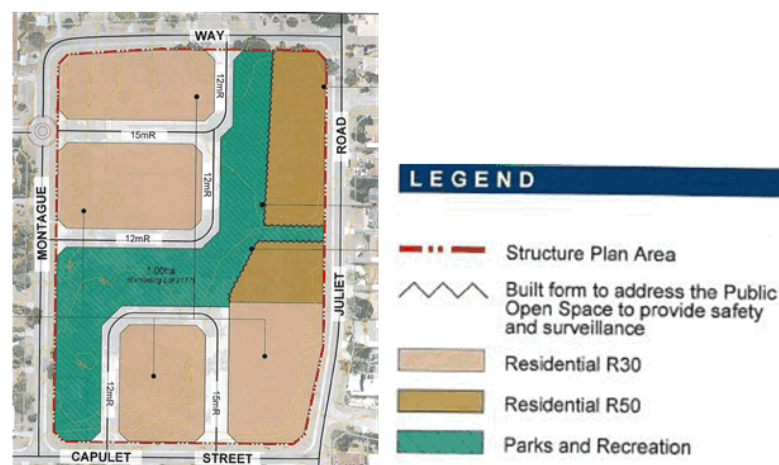 WAY
12mR
15mR
ROAD
12mR
MONTAGUE
12mR
1.00ha
JULIET
12mR
15mR
CAPULET STREET
LEGEND
Structure Plan Area
Built form to address the Public
Open Space to provide safety
and surveillance
Residential R30
Residential R50
Parks and Recreation